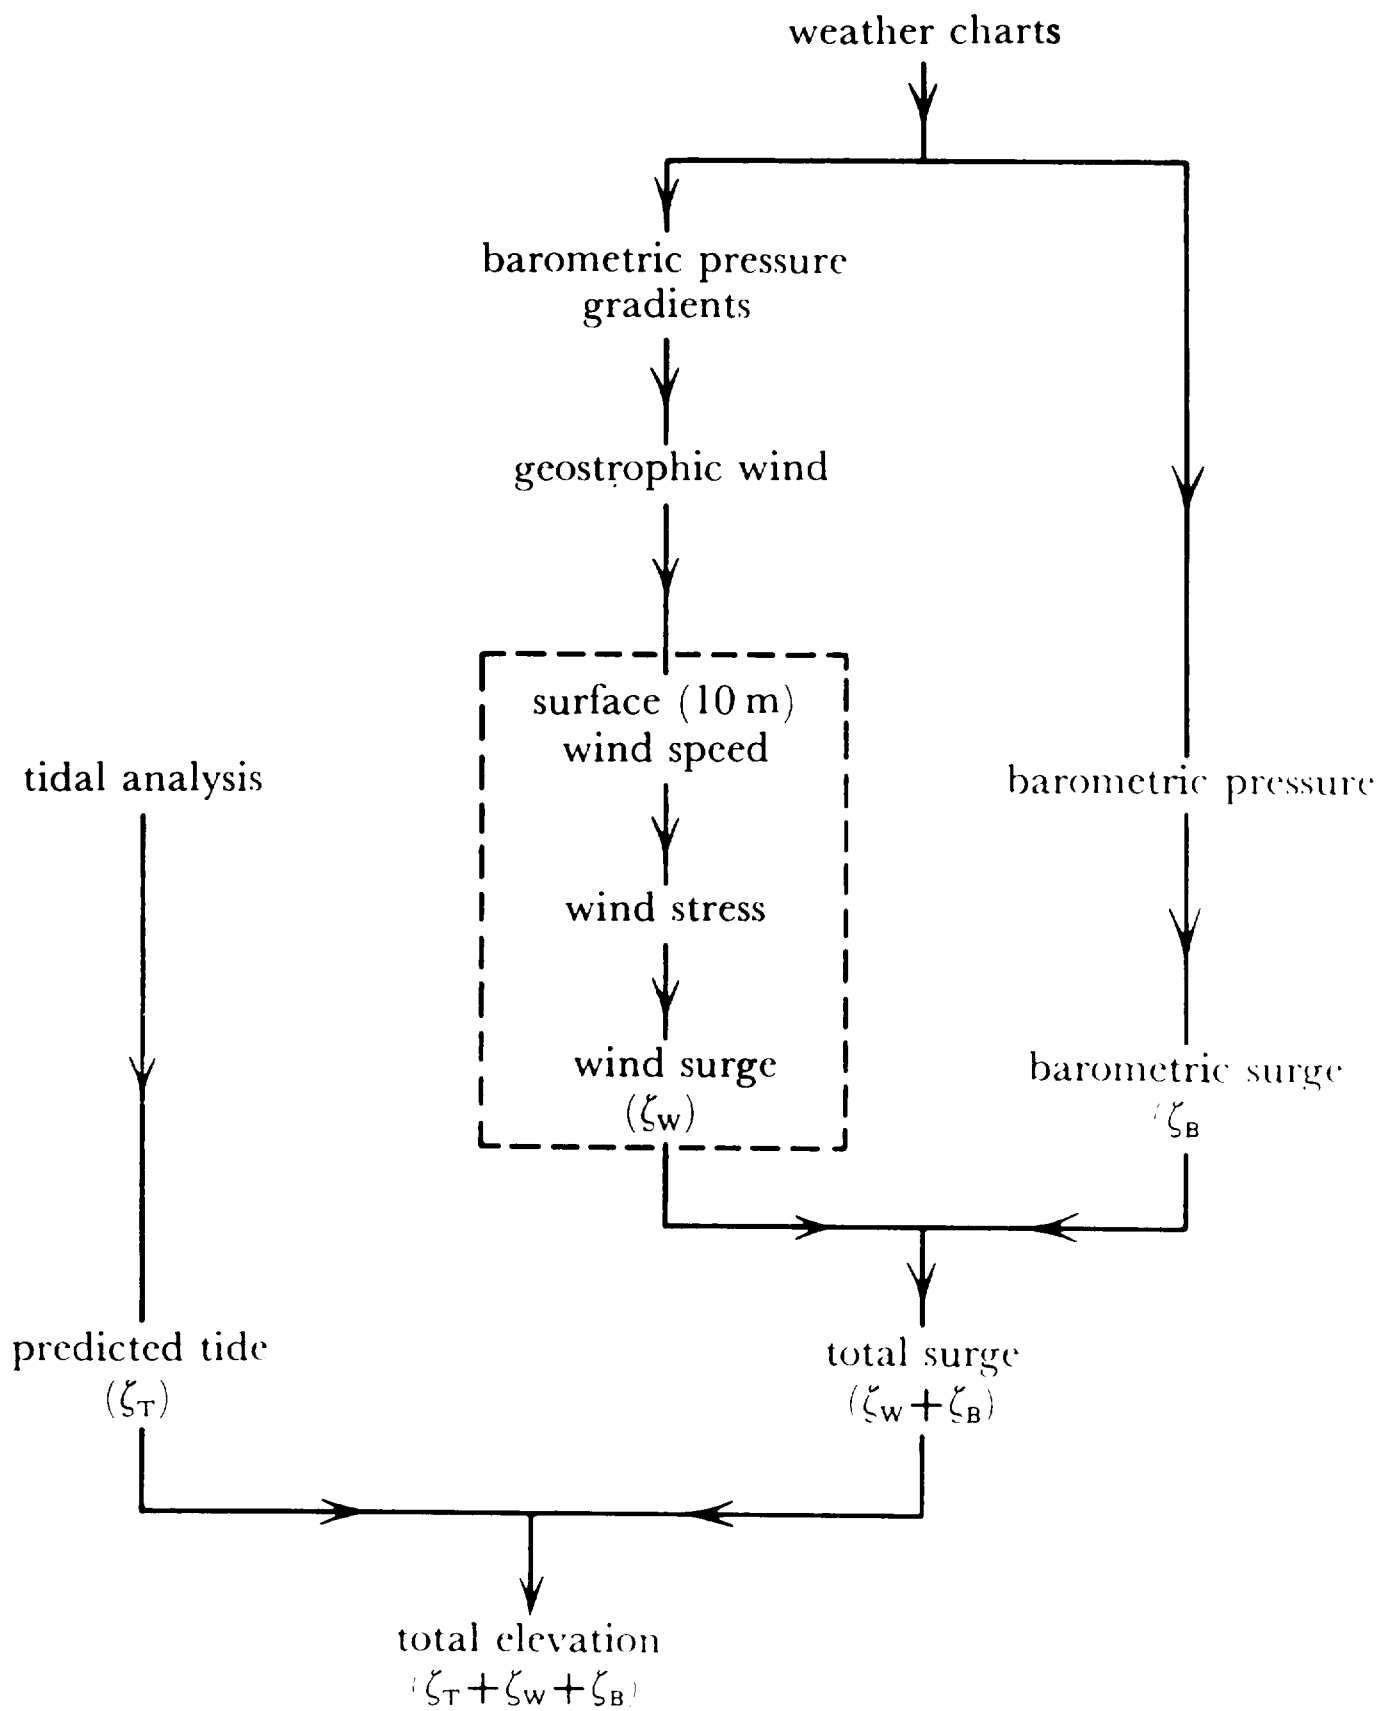 weather charts
barometric pressure
gradients
geostrophic wind
surface (10 m)
wind speed
tidal analysis
barometric pressure
wind stress
wind surge
(ζW)
barometric surge
(ζB
predicted tide
(ζT)
total surge
(ζW+ζB)
total elevation
(ζT+ζW+ζB)